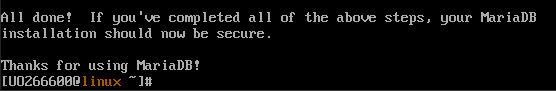 All done!  If you've completed all of the above steps, your MariaDB
installation should now be secure.
Thanks for using MariaDB!
[UO266600@linux ~]#